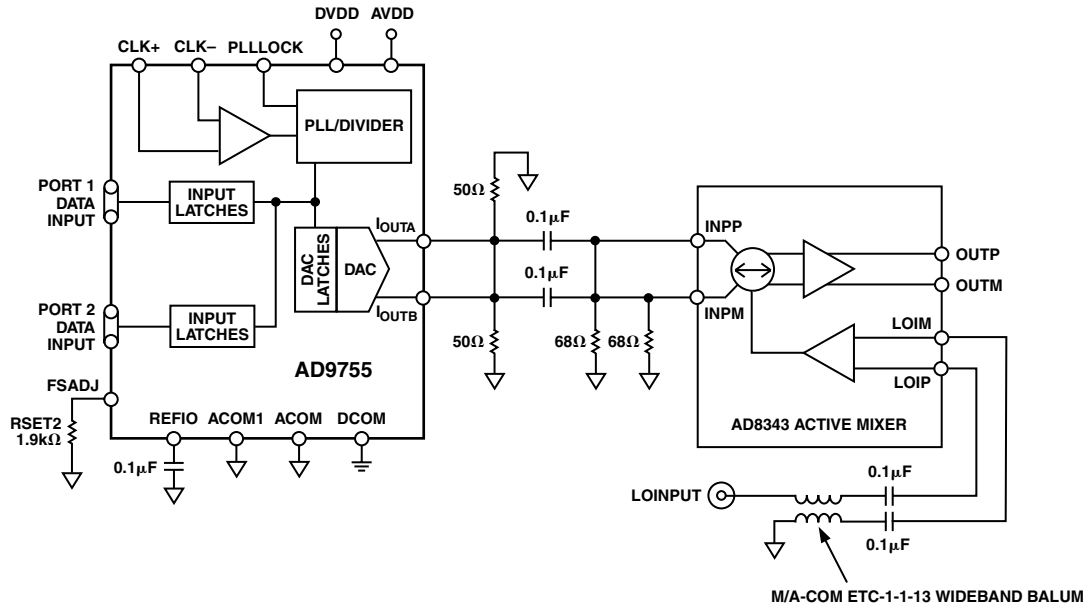 DVDD AVDD
CLK+ CLK– PLLLOCK
PLL/DIVIDER
PORT 1
DATA
INPUT
INPUT
LATCHES
DAC
LATCHES
DAC
IOUTA
IOUTB
PORT 2
DATA
INPUT
INPUT
LATCHES
AD9755
FSADJ
RSET2
1.9kΩ
REFIO ACOM1 ACOM DCOM
0.1μF
50Ω
0.1μF
0.1μF
50Ω
68Ω 68Ω
INPP
INPM
OUTP
OUTM
LOIM
LOIP
AD8343 ACTIVE MIXER
LOINPUT
0.1μF
0.1μF
M/A-COM ETC-1-1-13 WIDEBAND BALUM